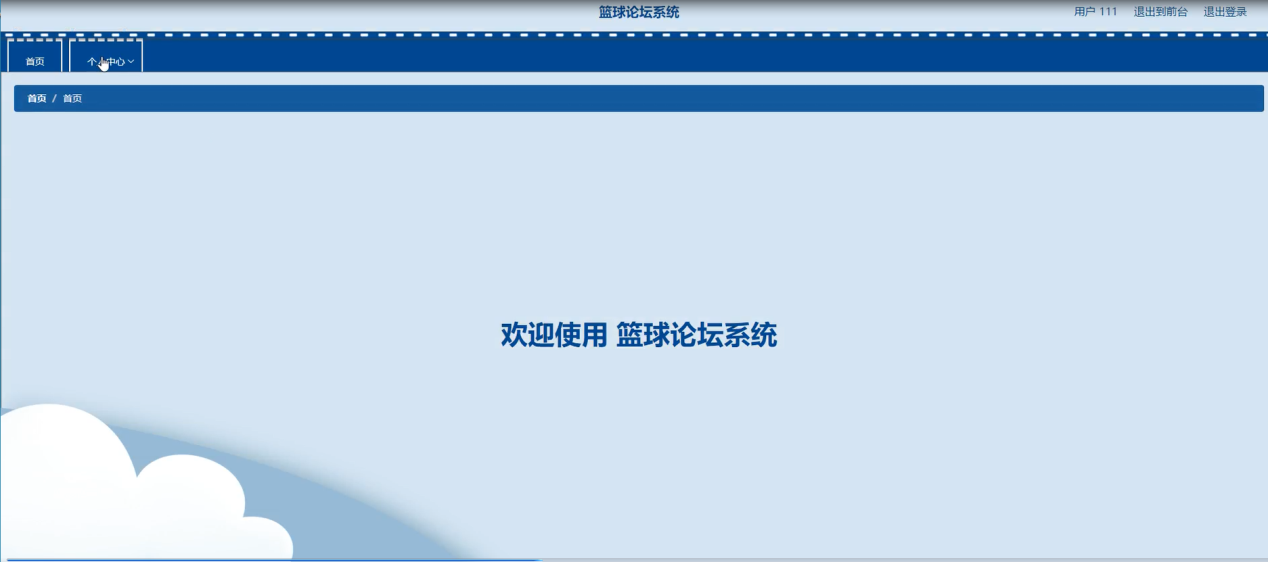 篮球论坛系统
用户 111 退出到前台 退出登录
首页 个人中心
首页 / 首页
欢迎使用 篮球论坛系统